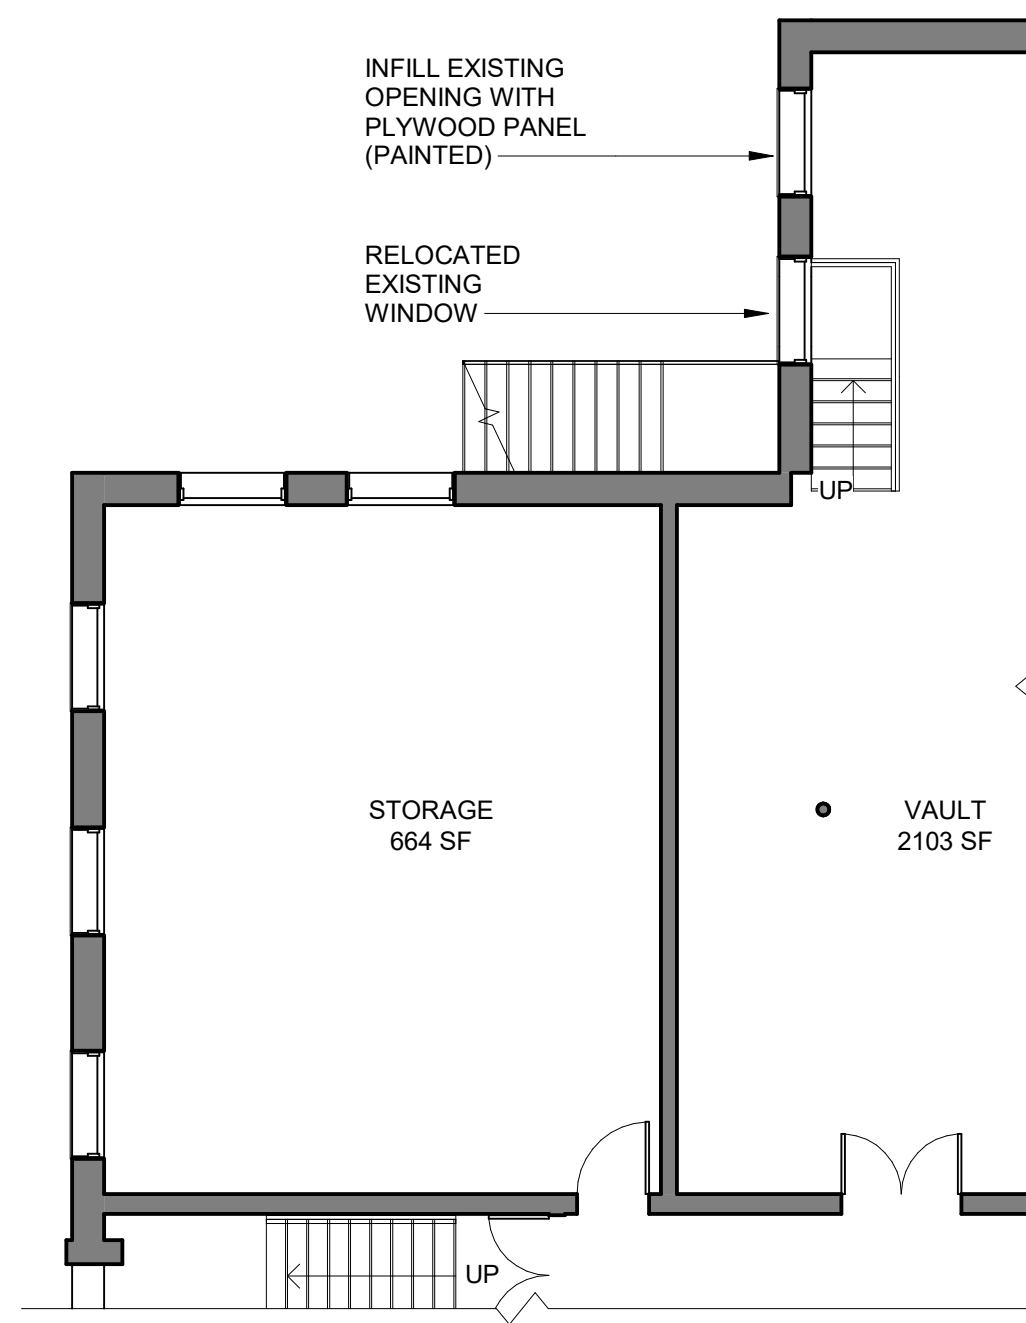 INFILL EXISTING
OPENING WITH
PLYWOOD PANEL
(PAINTED)
RELOCATED
EXISTING
WINDOW
UP
STORAGE
664 SF
VAULT
2103 SF
UP